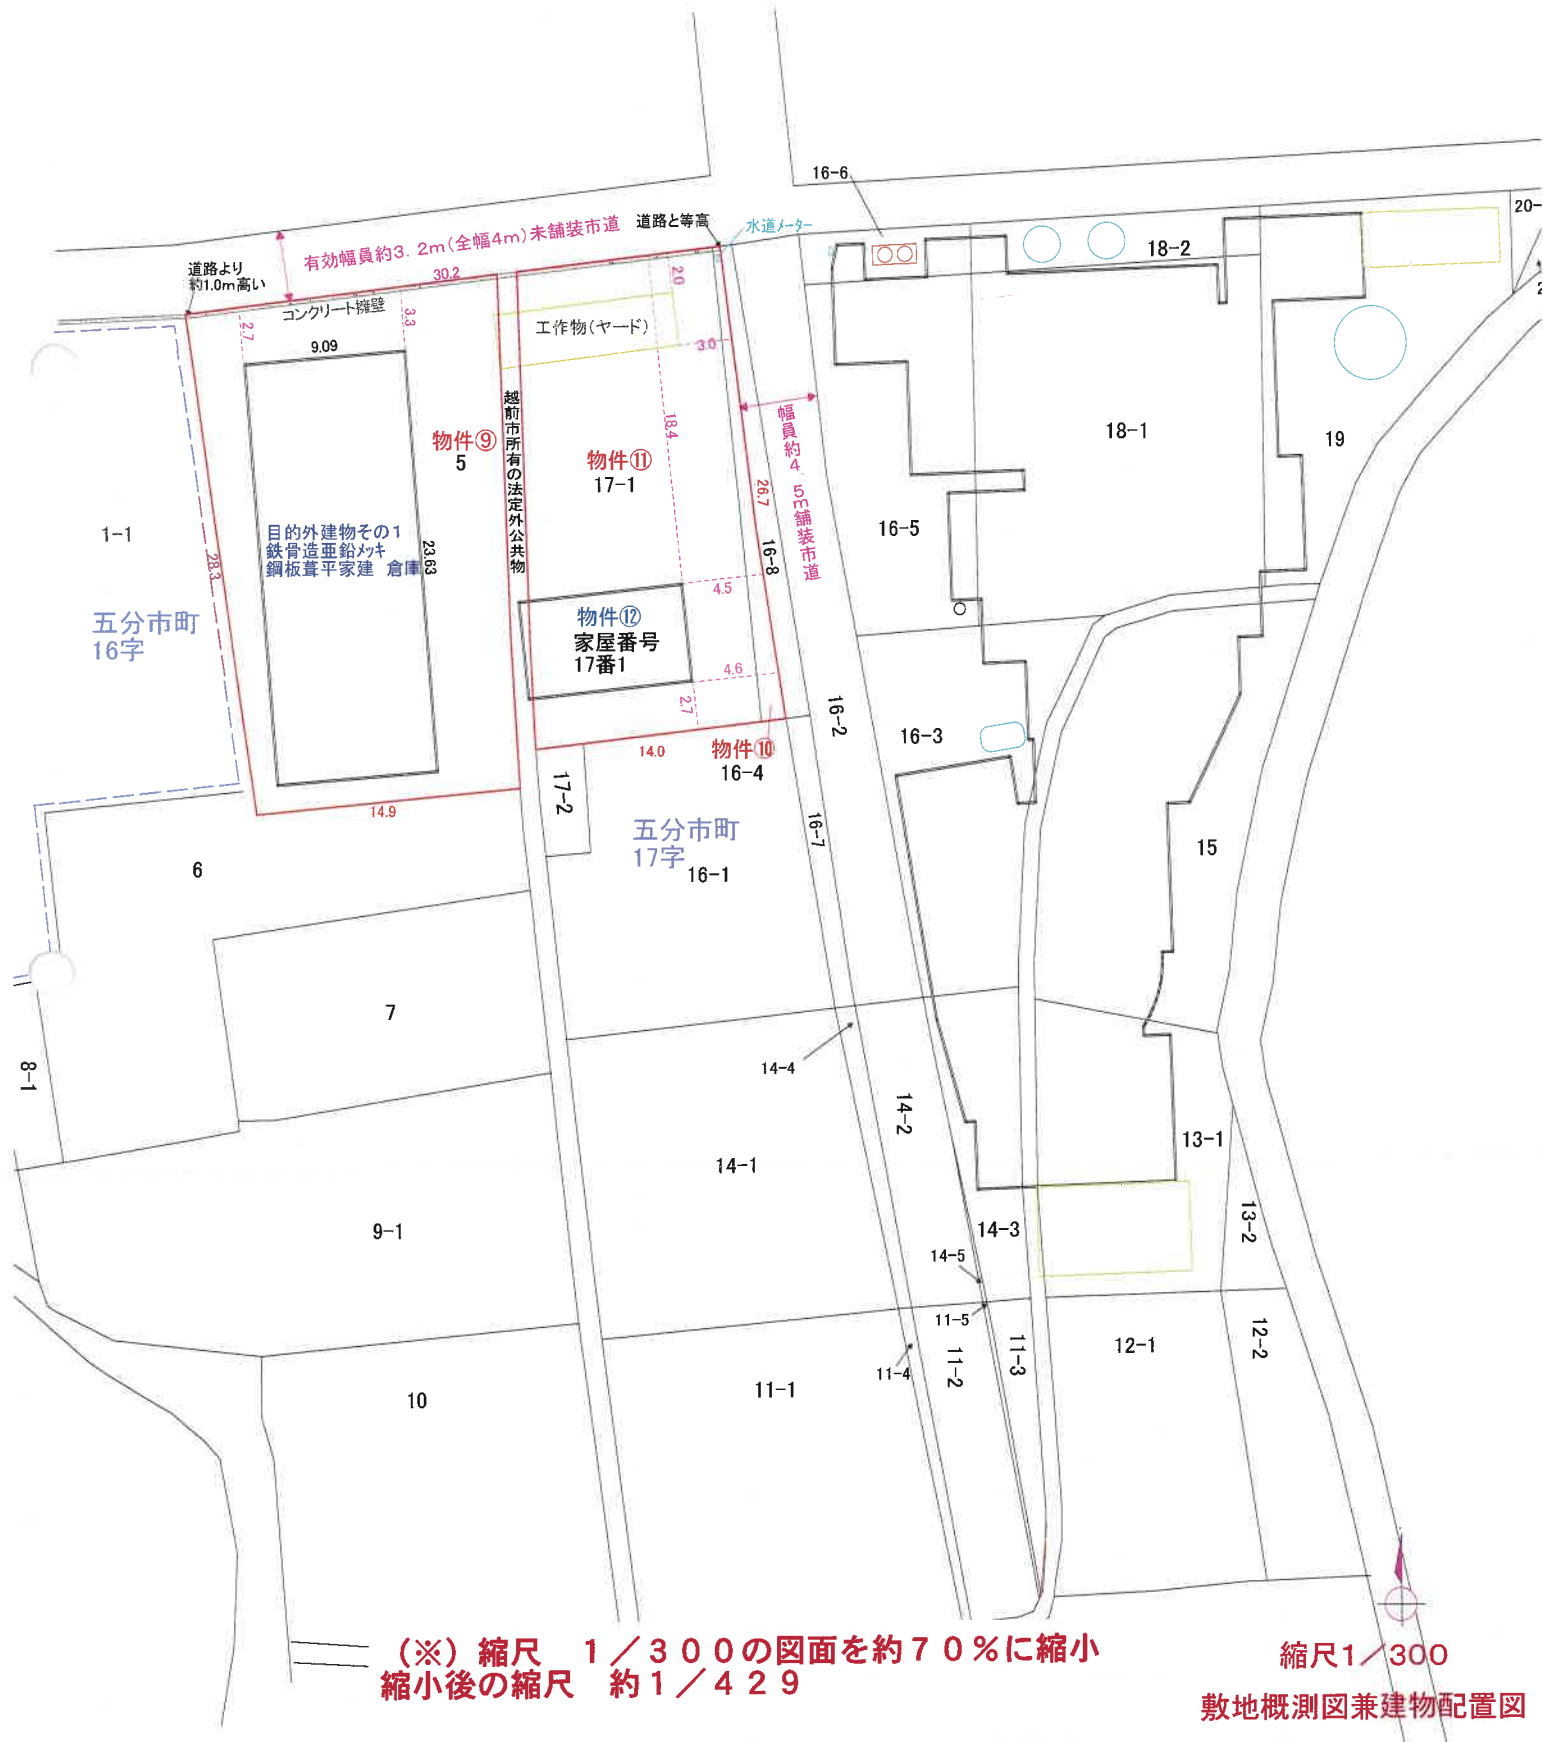 16-6
20-
道路と等高
水道メーター
有効幅員約3.2m(全幅4m)未舗装市道
18-2
道路より
約1.0m高い
30.2
2.0
コンクリート擁壁
2.7
3.3
工作物(ヤード)
9.09
3.0
越前市所有の法定外公共物
幅員約4.5m舗装市道
18.4
物件⑨
5
物件⑪
17-1
18-1
19
26.7
1-1
目的外建物その1
鉄骨造亜鉛メッキ
鋼板葺平家建 倉庫
23.63
28.3
16-8
16-5
4.5
五分市町
16字
物件⑫
家屋番号
17番1
4.6
2.7
16-2
16-3
14.0
物件⑩
16-4
17-2
14.9
五分市町
17字
16-7
15
6
16-1
7
14-4
8-1
14-2
14-1
13-1
9-1
14-3
13-2
14-5
11-5
11-3
12-1
12-2
11-4
11-2
10
11-1
(※)縮尺 1/300の図面を約70%に縮小
縮小後の縮尺 約1/429
縮尺1/300
敷地概測図兼建物配置図